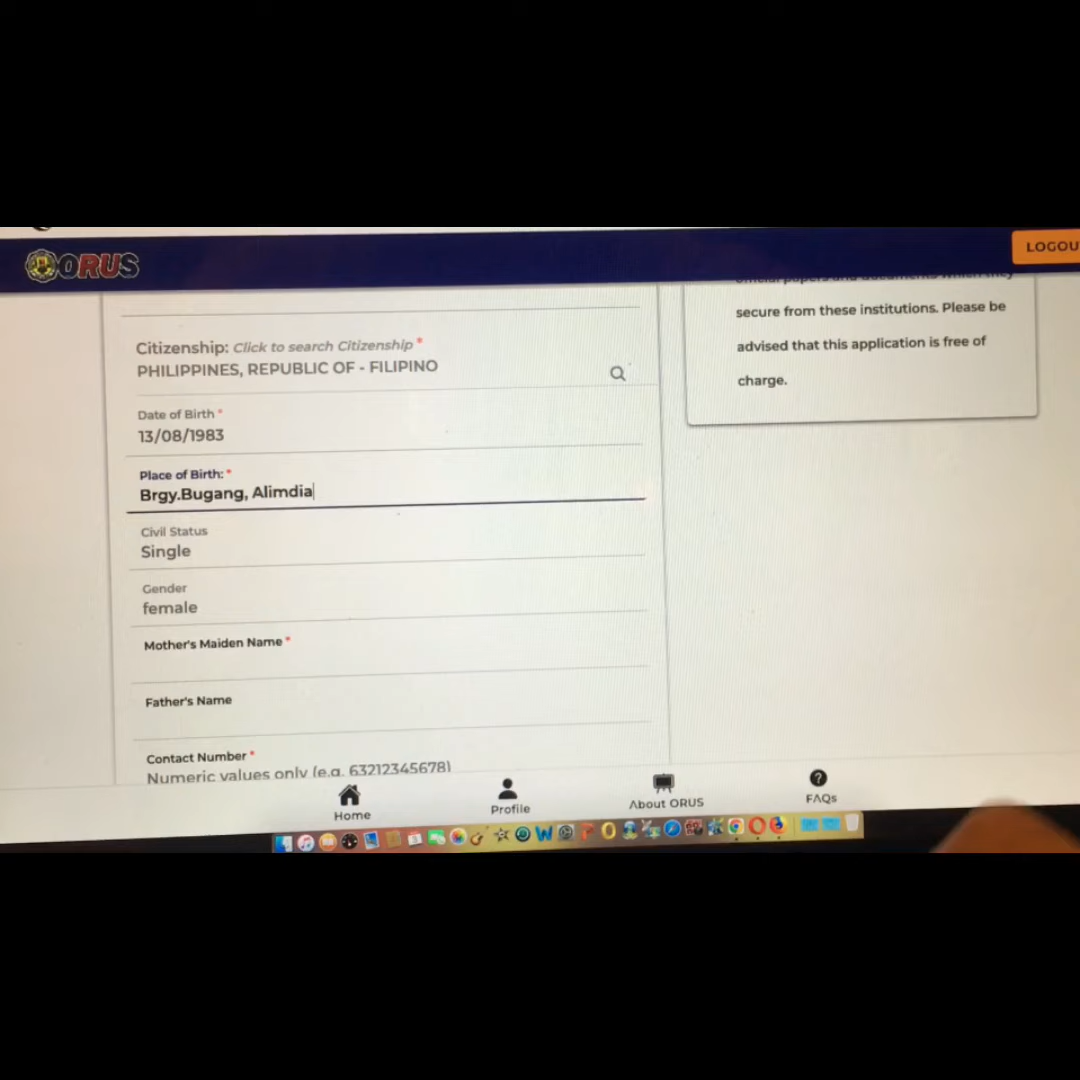 ORUS
LOGOU
secure from these institutions. Please be
advised that this application is free of
charge.
Citizenship: Click to search Citizenship *
PHILIPPINES, REPUBLIC OF - FILIPINO
Date of Birth *
13/08/1983
Place of Birth: *
Brgy.Bugang, Alimdia
Civil Status
Single
Gender
female
Mother's Maiden Name *
Father's Name
Contact Number *
Numeric values only (e.g. 63212345678)
Home
Profile
About ORUS
FAQs